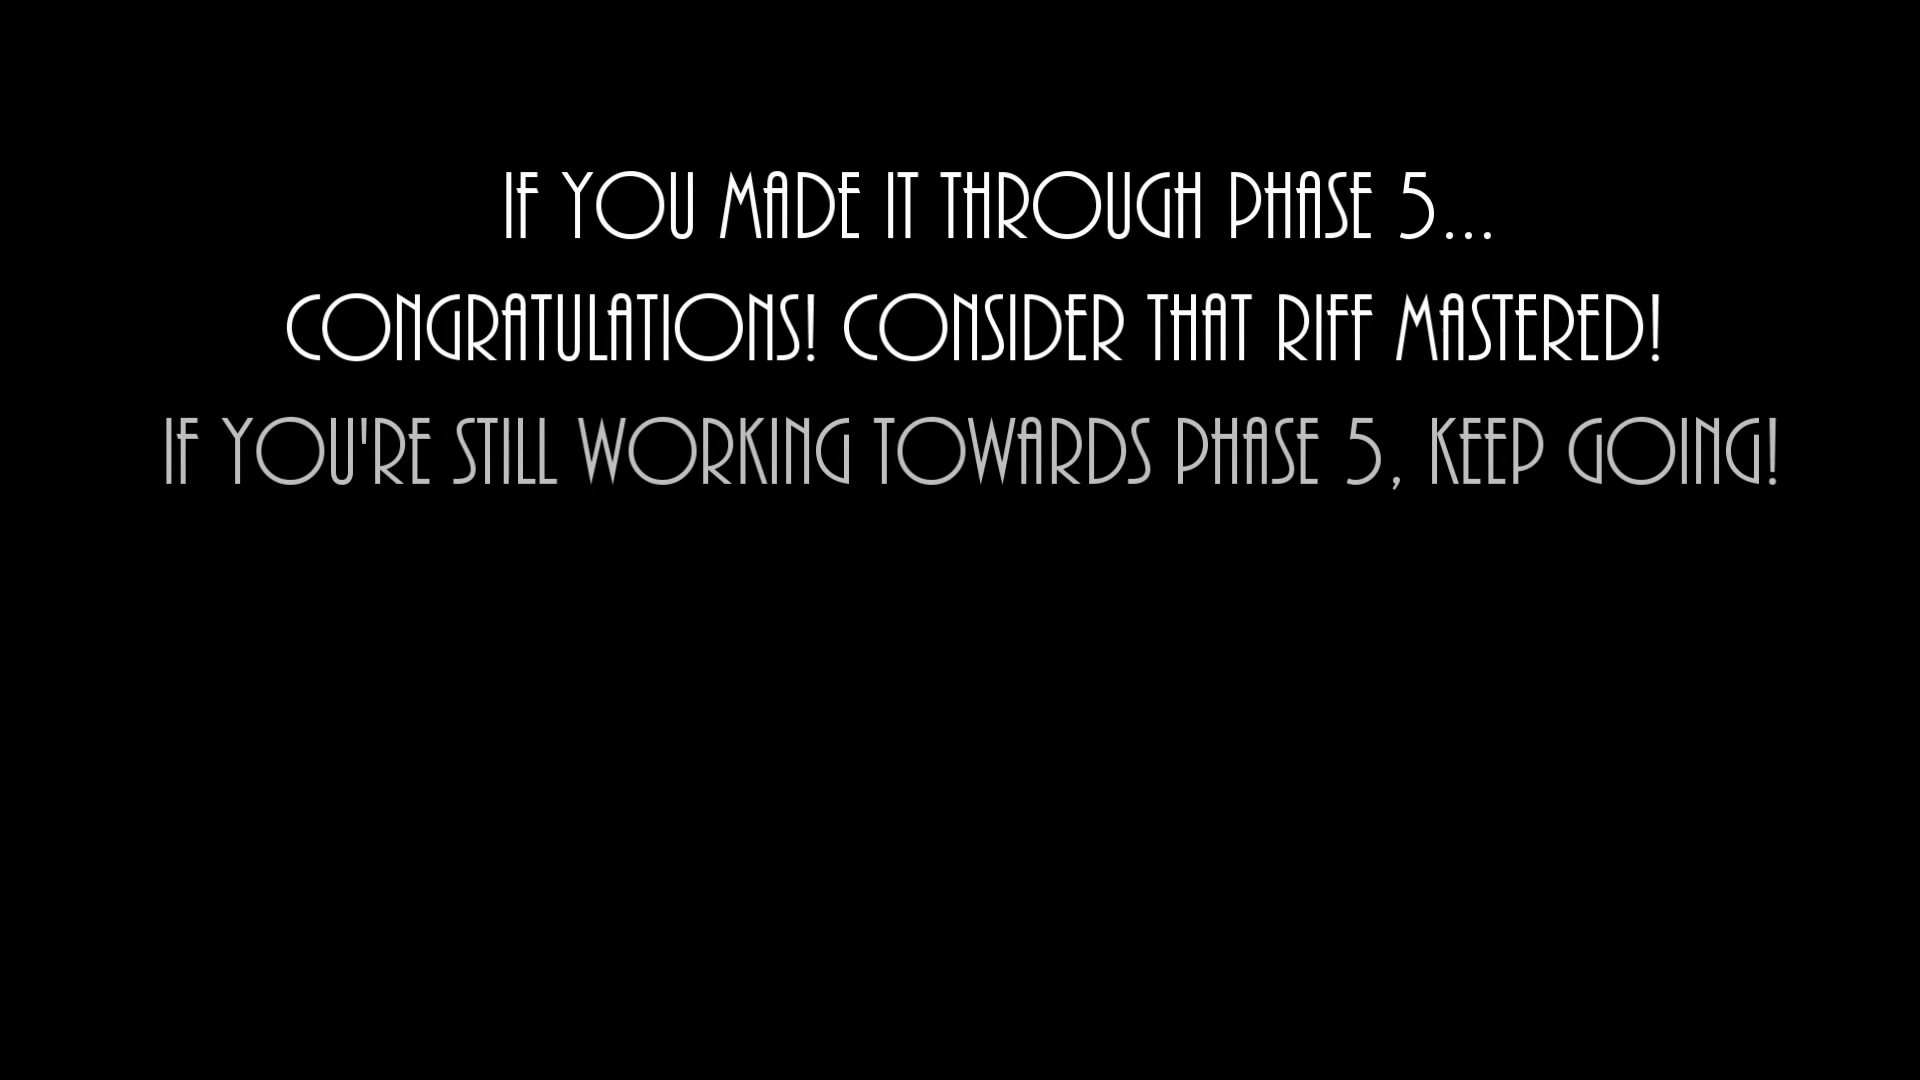 IF YOU MADE IT THROUGH PHASE 5...
CONGRATULATIONS! CONSIDER THAT RIFF MASTERED!
IF YOU'RE STILL WORKING TOWARDS PHASE 5, KEEP GOING!